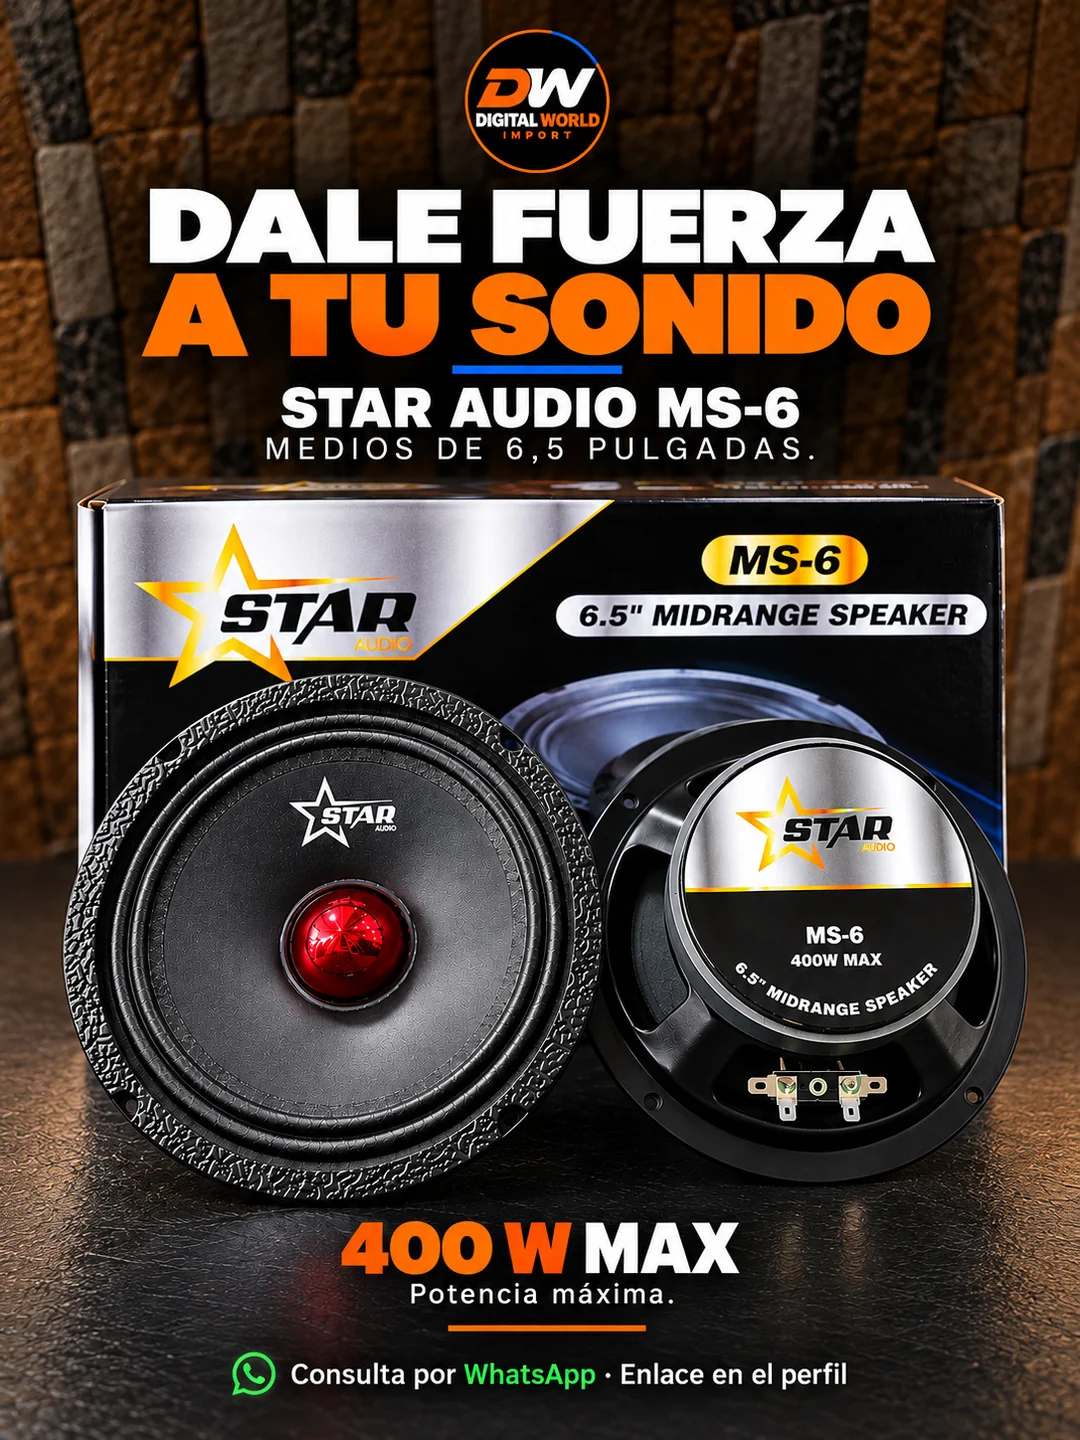 DW
DIGITAL WORLD
IMPORT
DALE FUERZA
A TU SONIDO
STAR AUDIO MS-6
MEDIOS DE 6,5 PULGADAS.
STAR
AUDIO
MS-6
6.5" MIDRANGE SPEAKER
STAR
AUDIO
STAR
AUDIO
MS-6
400W MAX
6.5" MIDRANGE SPEAKER
400 W MAX
Potencia máxima.
Consulta por WhatsApp · Enlace en el perfil